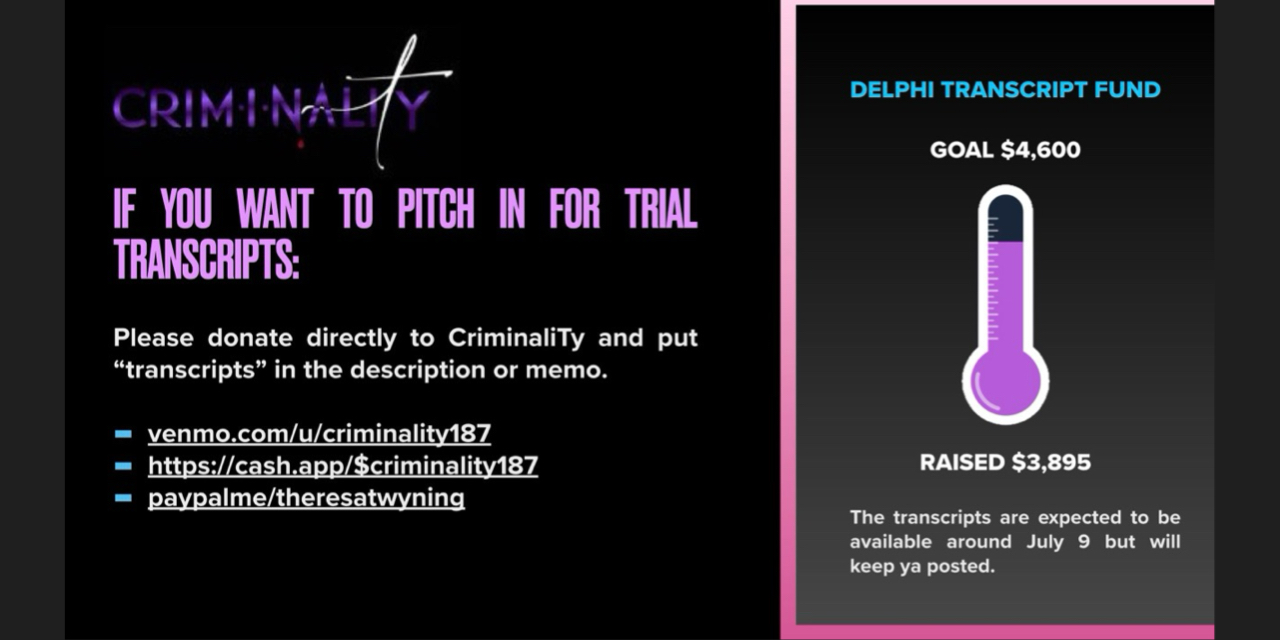 CRIM·I·NALITY
IF YOU WANT TO PITCH IN FOR TRIAL
TRANSCRIPTS:
Please donate directly to CriminaliTy and put
“transcripts” in the description or memo.
venmo.com/u/criminality187
https://cash.app/$criminality187
paypalme/theresatwyning
DELPHI TRANSCRIPT FUND
GOAL $4,600
RAISED $3,895
The transcripts are expected to be
available around July 9 but will
keep ya posted.